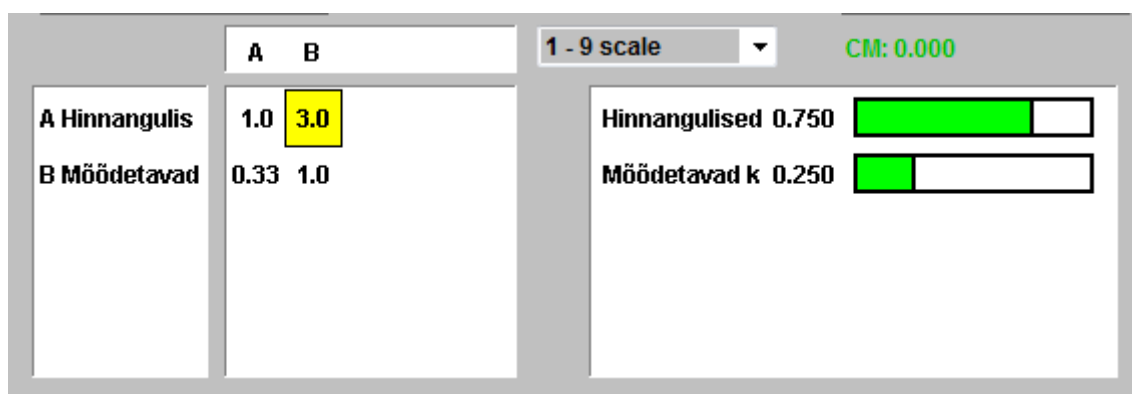 A B
1 - 9 scale
CM: 0.000
A Hinnangulis 1.0 3.0
B Mõõdetavad 0.33 1.0
Hinnangulised 0.750
Mõõdetavad k 0.250